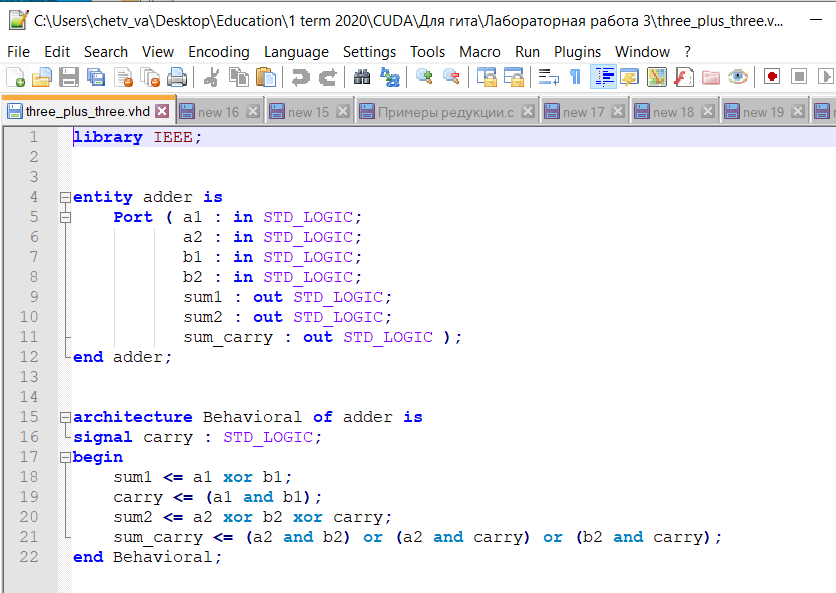 C:\Users\chetv_va\Desktop\Education\1 term 2020\CUDA\Для гита\Лабораторная работа 3\three_plus_three.v...
File Edit Search View Encoding Language Settings Tools Macro Run Plugins Window ?
three_plus_three.vhd new 16 new 15 Примеры редукции.c new 17 new 18 new 19
1 library IEEE;
2
3
4 entity adder is
5 Port ( a1 : in STD_LOGIC;
6 a2 : in STD_LOGIC;
7 b1 : in STD_LOGIC;
8 b2 : in STD_LOGIC;
9 sum1 : out STD_LOGIC;
10 sum2 : out STD_LOGIC;
11 sum_carry : out STD_LOGIC );
12 end adder;
13
14
15 architecture Behavioral of adder is
16 signal carry : STD_LOGIC;
17 begin
18 sum1 <= a1 xor b1;
19 carry <= (a1 and b1);
20 sum2 <= a2 xor b2 xor carry;
21 sum_carry <= (a2 and b2) or (a2 and carry) or (b2 and carry);
22 end Behavioral;